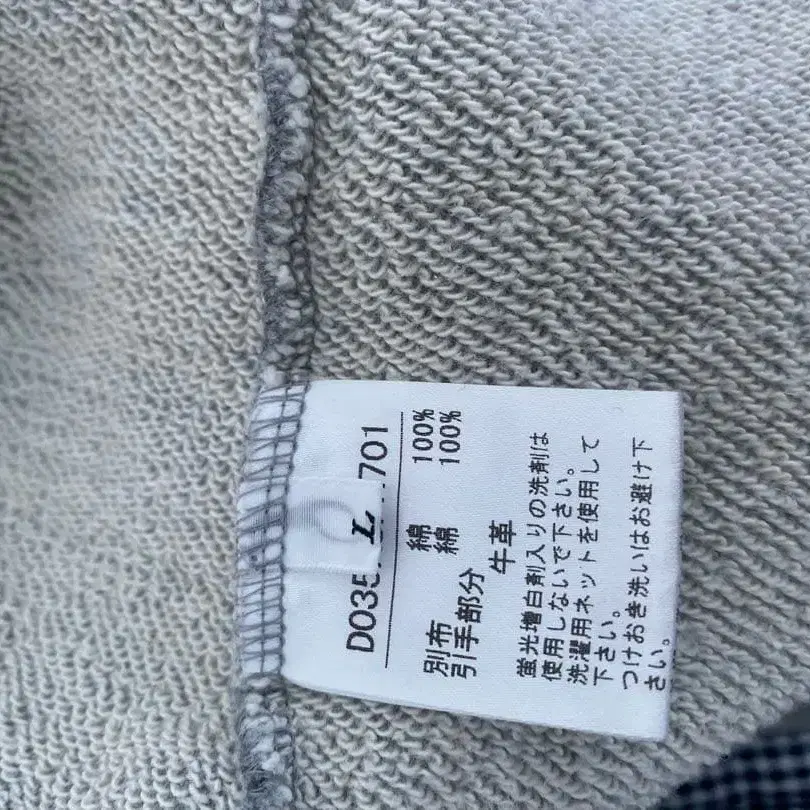 D035 701
L
綿 100%
別布 綿 100%
引手部分
牛革
蛍光増白剤入りの洗剤は
使用しないで下さい。
洗濯用ネットを使用して
下さい。
つけおき洗いはお避け下
さい。